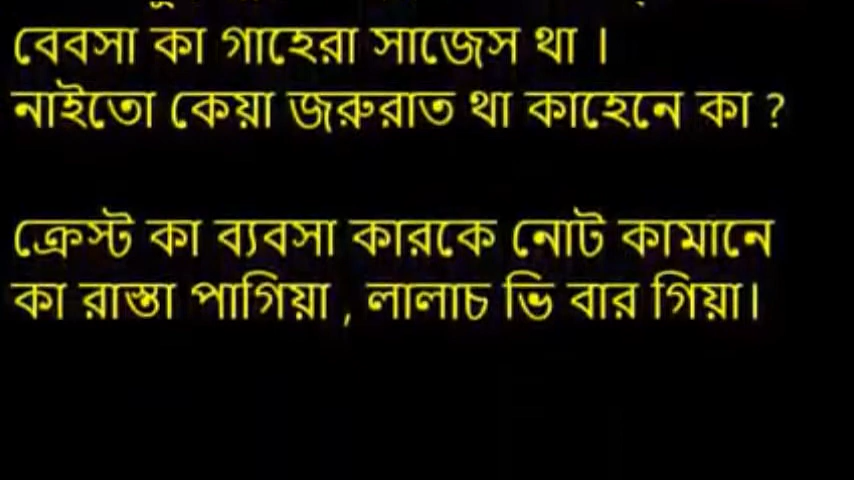 বেবসা কা গাহেরা সাজেস থা ।
নাইতো কেয়া জরুরাত থা কাহেনে কা ?
ক্রেস্ট কা ব্যবসা কারকে নোট কামানে
কা রাস্তা পাগিয়া , লালাচ ভি বার গিয়া।